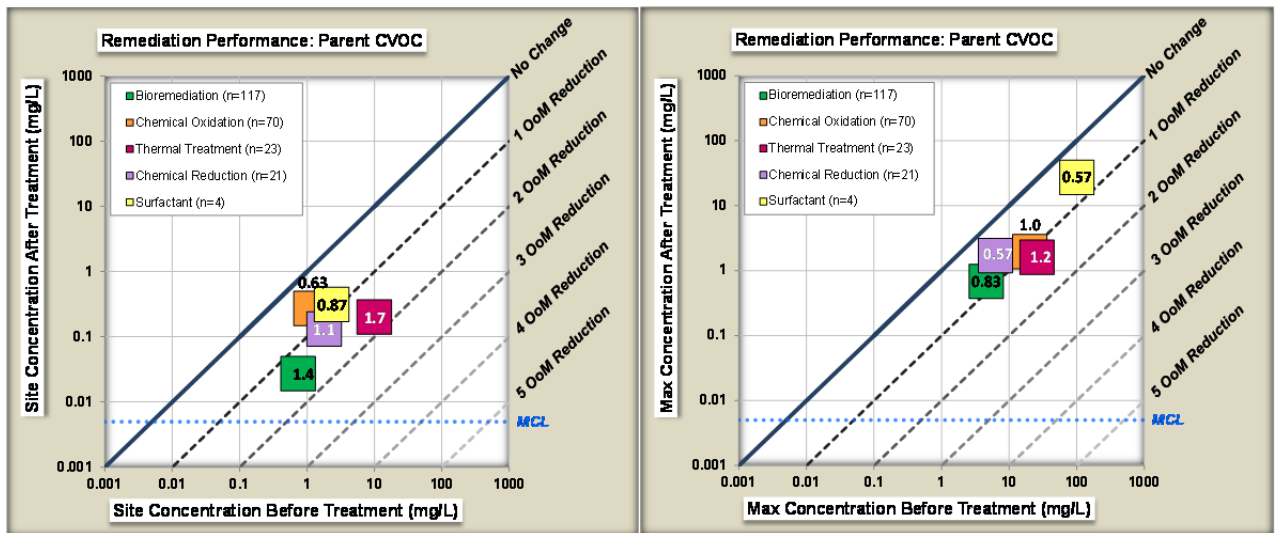 Remediation Performance: Parent CVOC
Site Concentration After Treatment (mg/L)
1000
100
10
1
0.1
0.01
0.001
Bioremediation (n=117)
Chemical Oxidation (n=70)
Thermal Treatment (n=23)
Chemical Reduction (n=21)
Surfactant (n=4)
0.63
0.87
1.1
1.7
1.4
No Change
1 OoM Reduction
2 OoM Reduction
3 OoM Reduction
4 OoM Reduction
5 OoM Reduction
MCL
0.001 0.01 0.1 1 10 100 1000
Site Concentration Before Treatment (mg/L)
Remediation Performance: Parent CVOC
Max Concentration After Treatment (mg/L)
1000
100
10
1
0.1
0.01
0.001
Bioremediation (n=117)
Chemical Oxidation (n=70)
Thermal Treatment (n=23)
Chemical Reduction (n=21)
Surfactant (n=4)
0.57
1.0
0.57
1.2
0.83
No Change
1 OoM Reduction
2 OoM Reduction
3 OoM Reduction
4 OoM Reduction
5 OoM Reduction
MCL
0.001 0.01 0.1 1 10 100 1000
Max Concentration Before Treatment (mg/L)